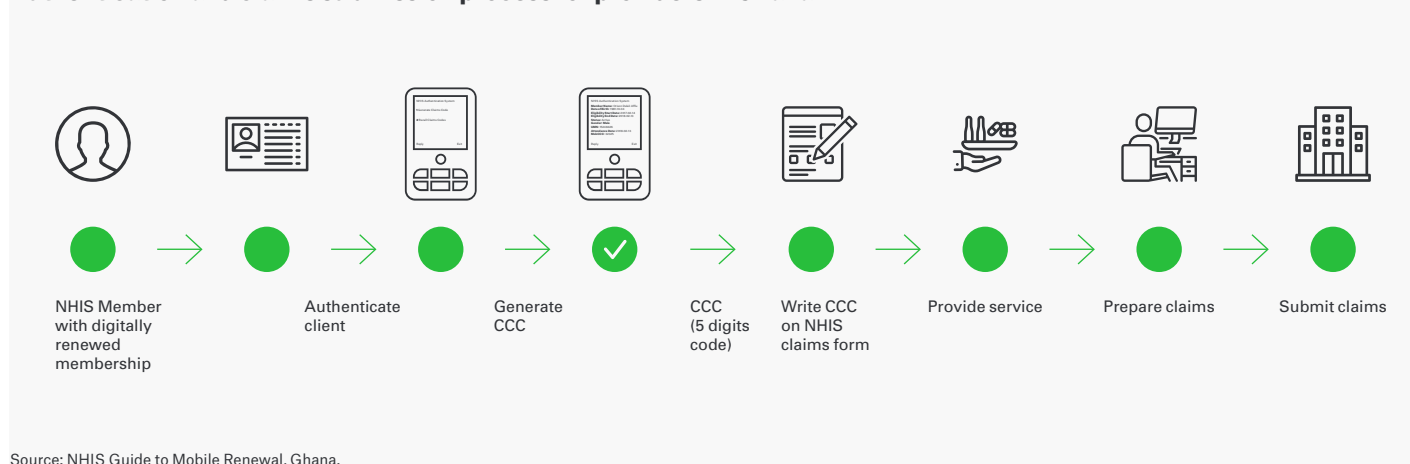 NHIS Member
with digitally
renewed
membership
Authenticate
client
Generate
CCC
CCC
(5 digits
code)
Write CCC
on NHIS
claims form
Provide service
Prepare claims
Submit claims
Source: NHIS Guide to Mobile Renewal, Ghana.